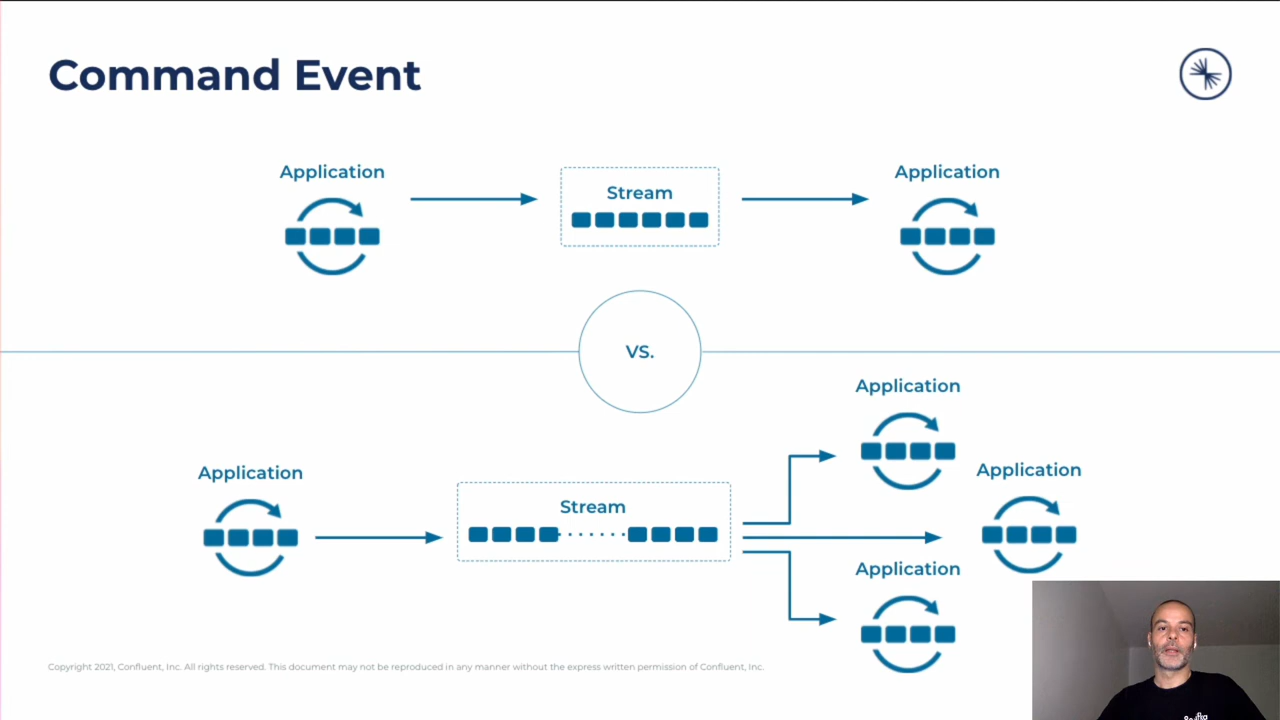 Command Event
Application
Stream
Application
VS.
Application
Application
Application
Stream
Application
Copyright 2021, Confluent, Inc. All rights reserved. This document may not be reproduced in any manner without the express written permission of Confluent, Inc.